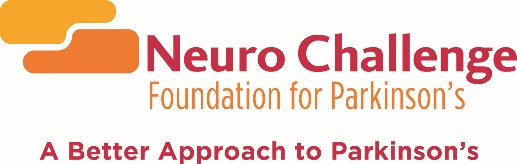 Neuro Challenge
Foundation for Parkinson's
A Better Approach to Parkinson's